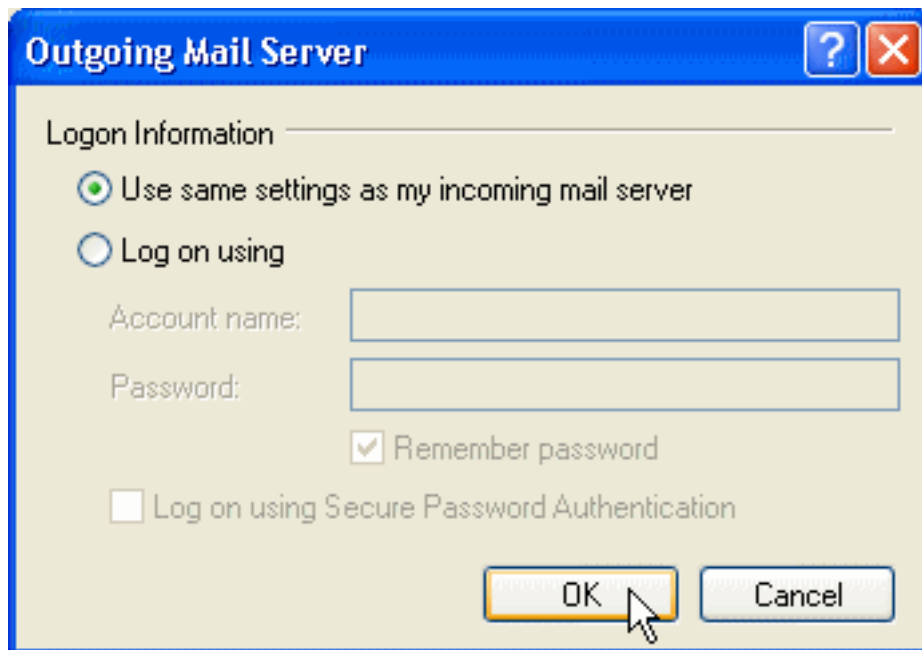 Outgoing Mail Server
Logon Information
Use same settings as my incoming mail server
Log on using
Account name:
Password:
Remember password
Log on using Secure Password Authentication
OK Cancel